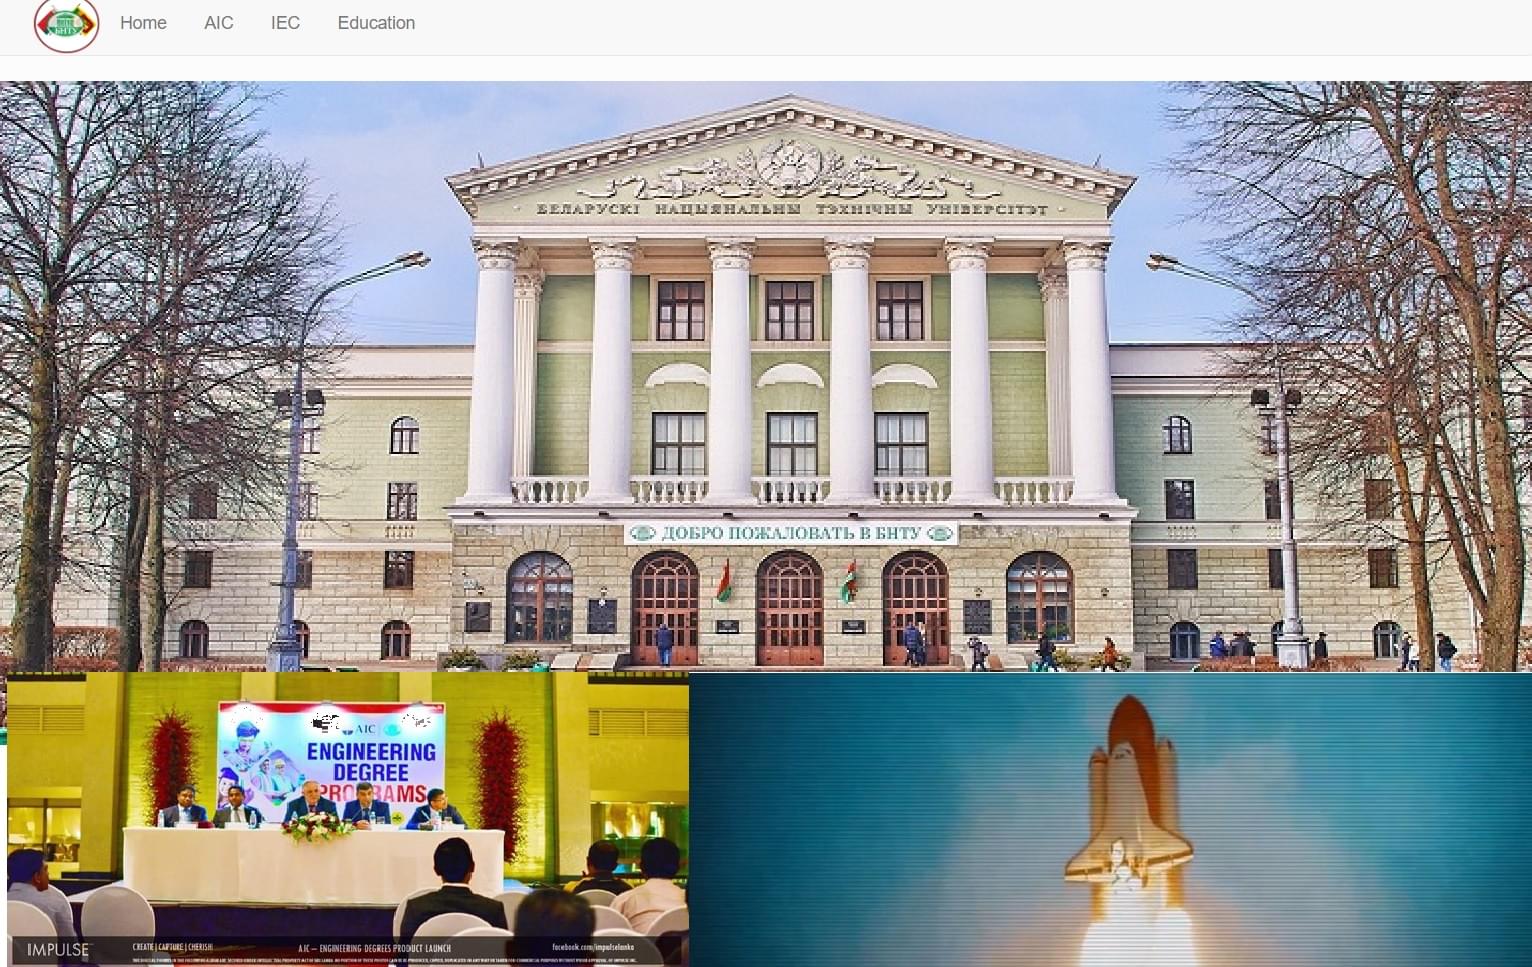 БНТУ
Home AIC IEC Education
БЕЛАРУСКІ НАЦЫЯНАЛЬНЫ ТЭХНІЧНЫ УНІВЕРСІТЭТ
ДОБРО ПОЖАЛОВАТЬ В БНТУ
AIC
ENGINEERING
DEGREE
PROGRAMS
IMPULSE CREATE | CAPTURE | CHERISH AIC – ENGINEERING DEGREES PRODUCT LAUNCH facebook.com/impulselanka